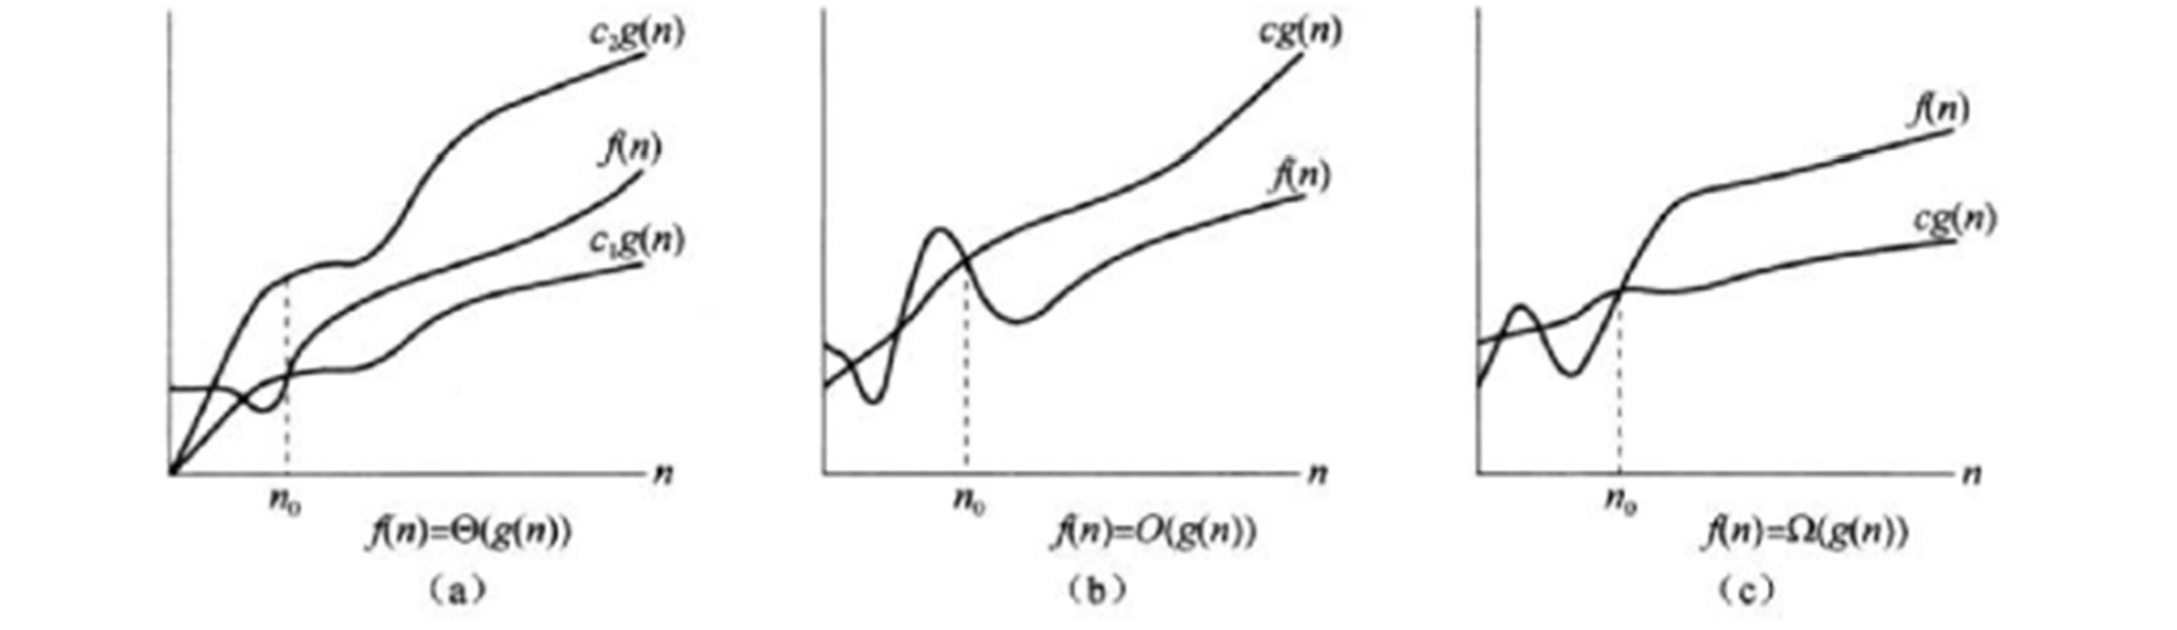 c₂g(n)
f(n)
c₁g(n)
n
n₀
f(n)=Θ(g(n))
(a)
cg(n)
f(n)
n
n₀
f(n)=O(g(n))
(b)
f(n)
cg(n)
n
n₀
f(n)=Ω(g(n))
(c)